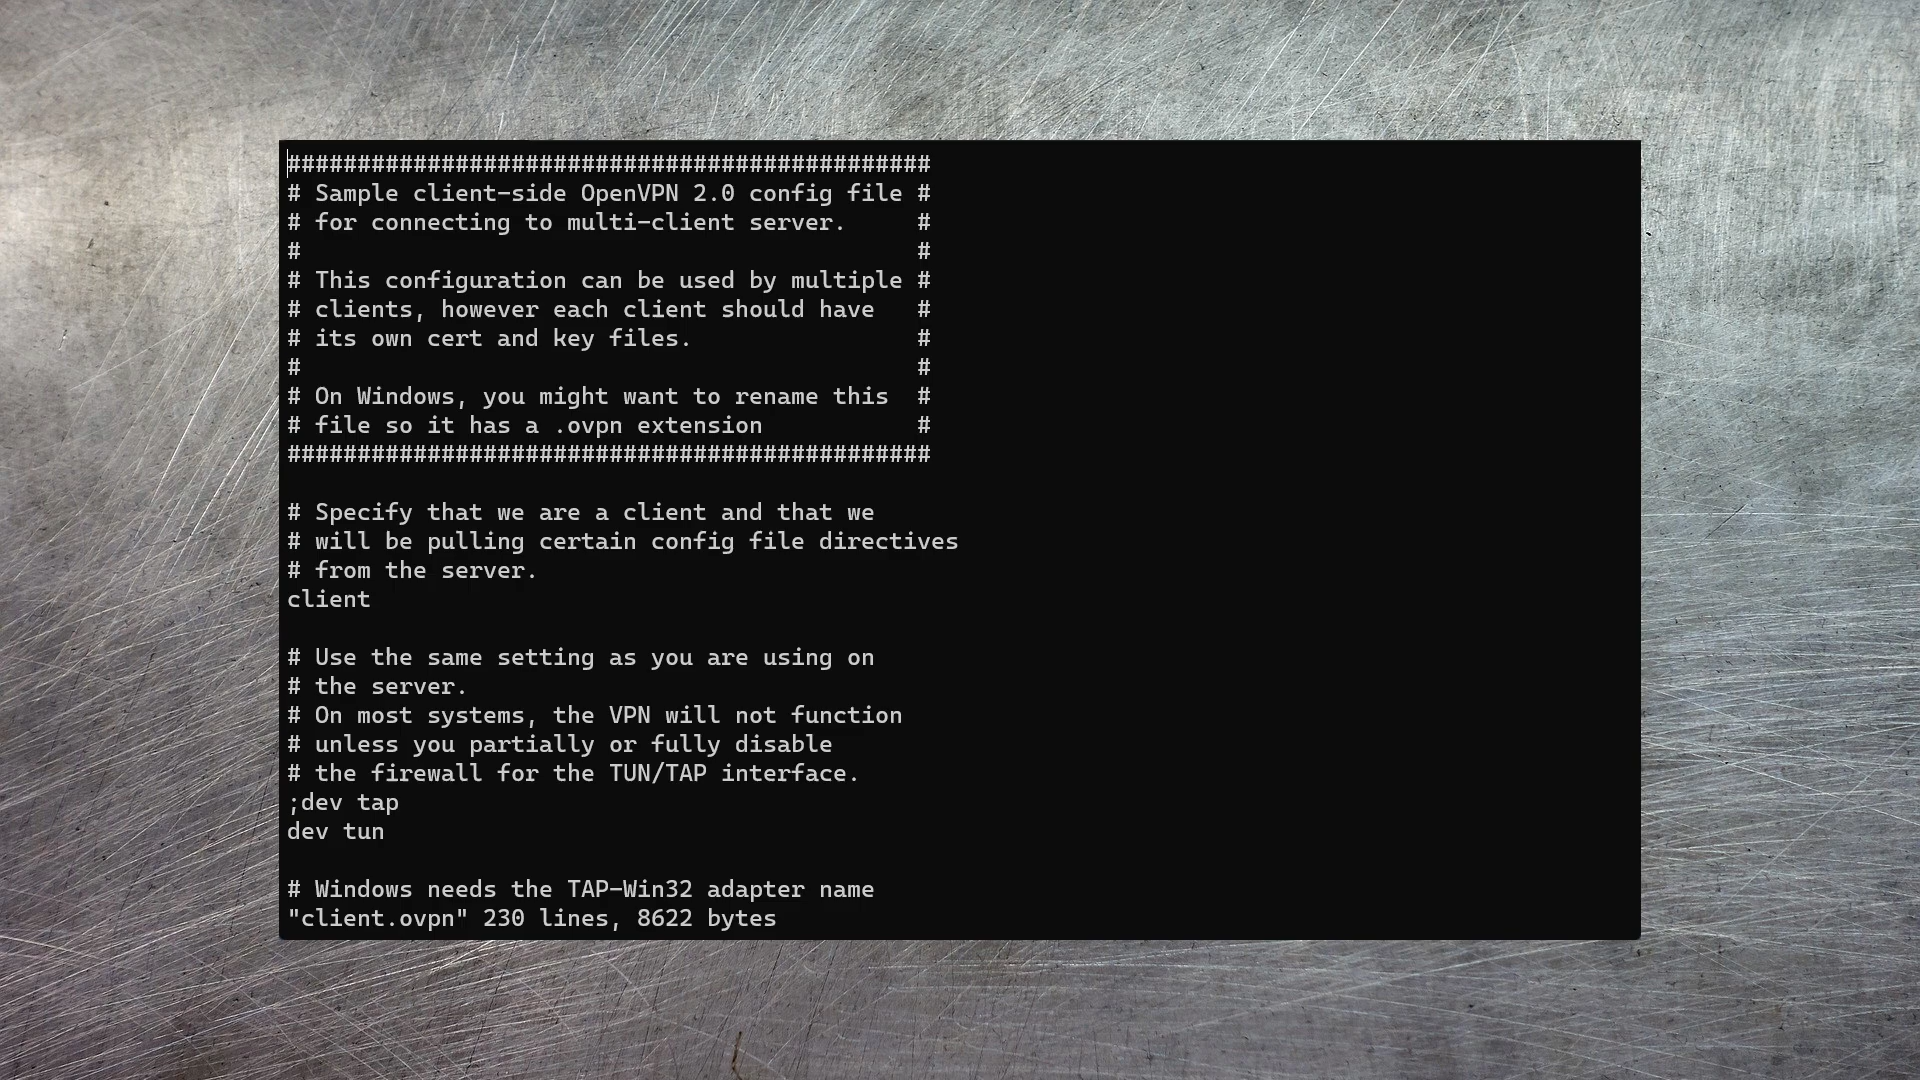 ##############################################
# Sample client-side OpenVPN 2.0 config file #
# for connecting to multi-client server.     #
#                                            #
# This configuration can be used by multiple #
# clients, however each client should have   #
# its own cert and key files.                #
#                                            #
# On Windows, you might want to rename this  #
# file so it has a .ovpn extension           #
##############################################

# Specify that we are a client and that we
# will be pulling certain config file directives
# from the server.
client

# Use the same setting as you are using on
# the server.
# On most systems, the VPN will not function
# unless you partially or fully disable
# the firewall for the TUN/TAP interface.
;dev tap
dev tun

# Windows needs the TAP-Win32 adapter name
"client.ovpn" 230 lines, 8622 bytes